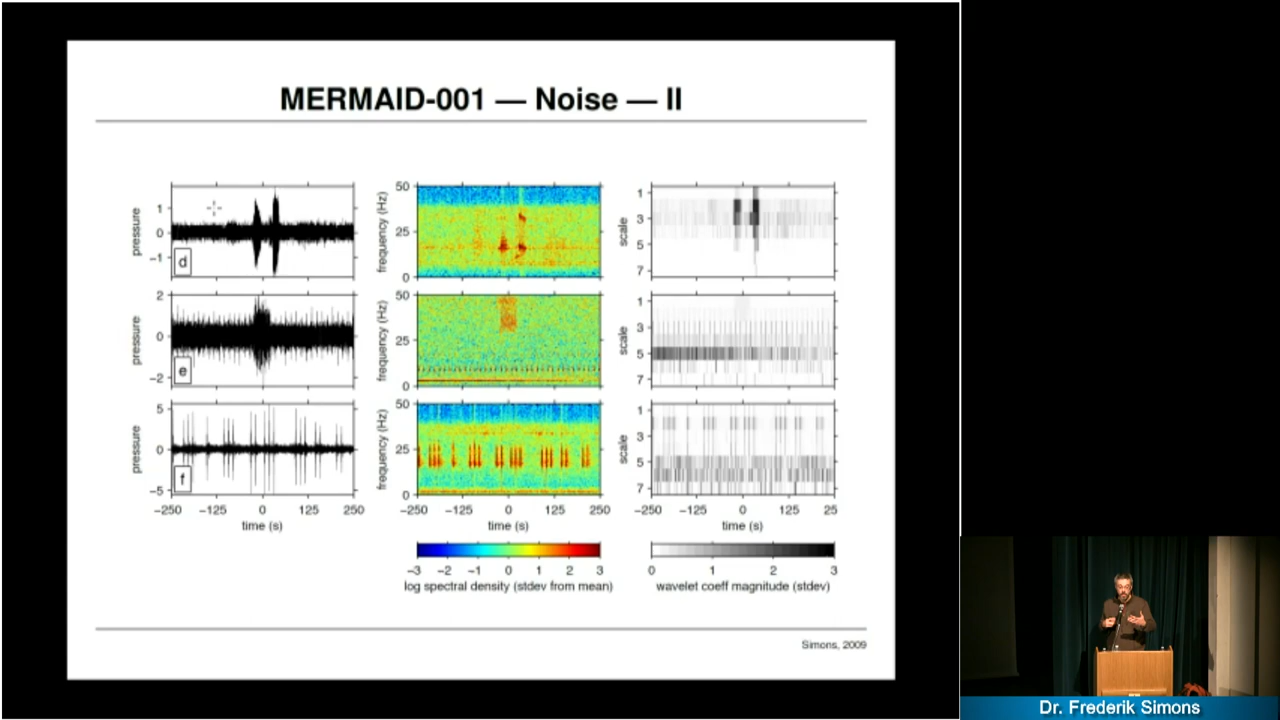 MERMAID-001 — Noise — II
pressure
1
0
−1
d
frequency (Hz)
50
25
0
scale
1
3
5
7
pressure
2
0
−2
e
frequency (Hz)
50
25
0
scale
1
3
5
7
pressure
5
0
−5
f
frequency (Hz)
50
25
0
scale
1
3
5
7
−250 −125 0 125 250
time (s)
−250 −125 0 125 250
time (s)
−250 −125 0 125 25
time (s)
−3 −2 −1 0 1 2 3
log spectral density (stdev from mean)
0 1 2 3
wavelet coeff magnitude (stdev)
Simons, 2009
Dr. Frederik Simons